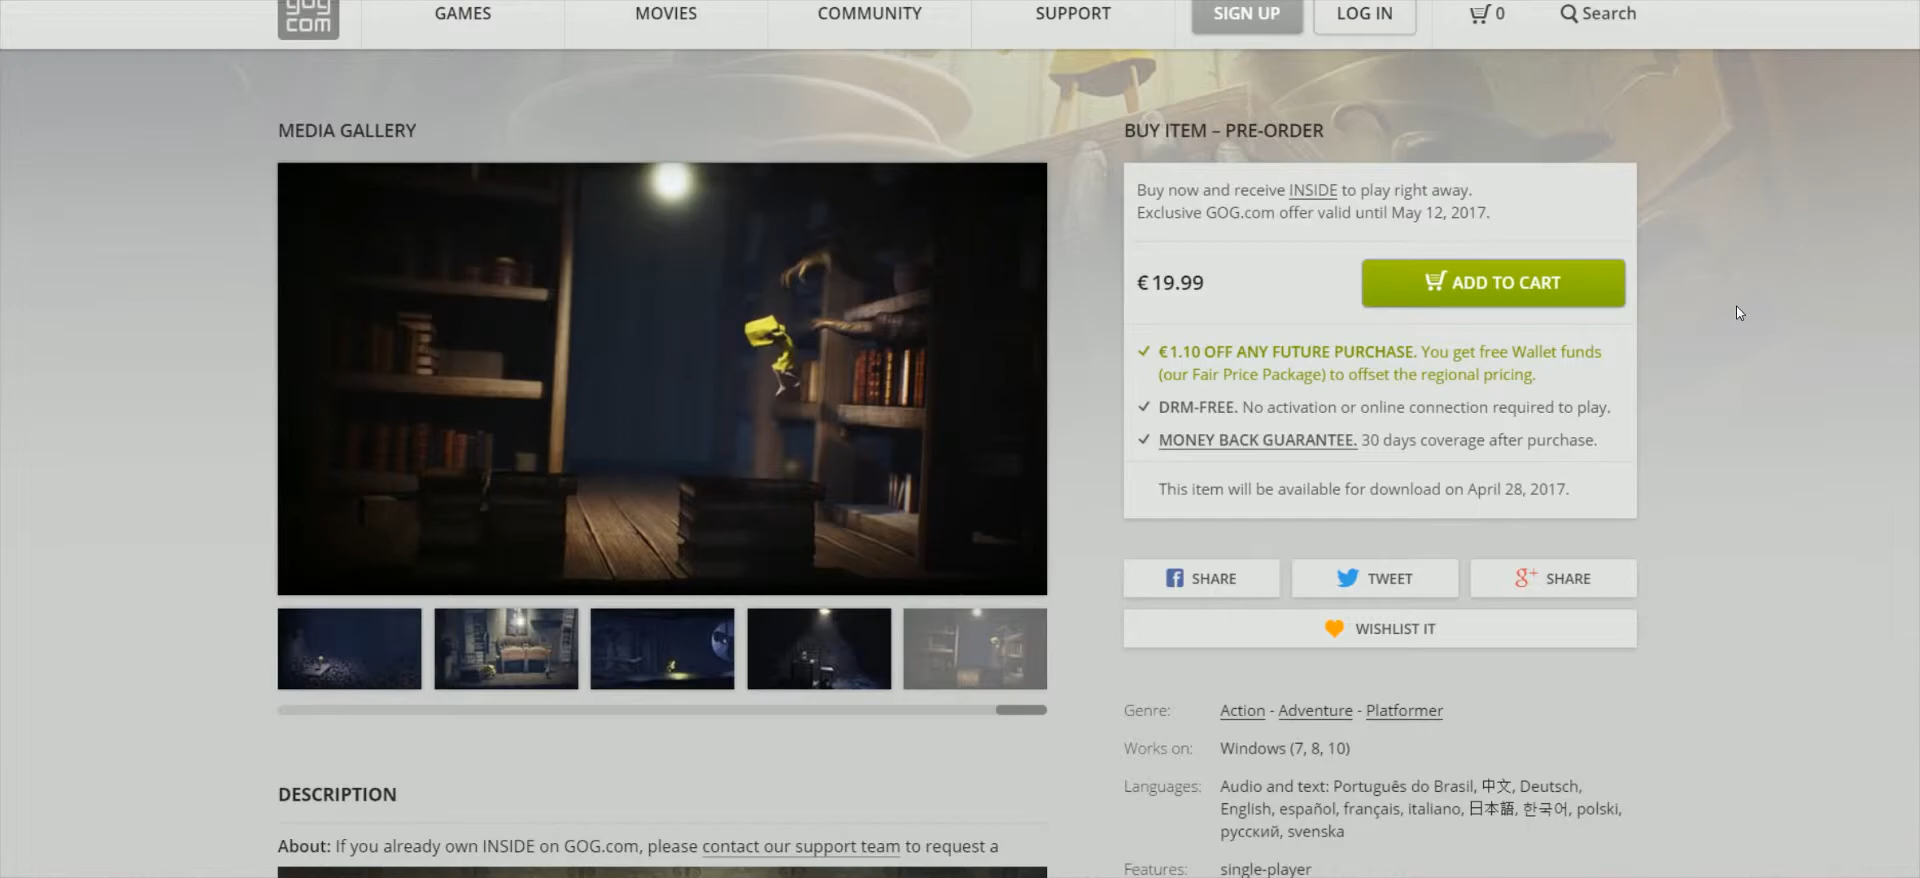 gog
com
GAMES
MOVIES
COMMUNITY
SUPPORT
SIGN UP
LOG IN
0
Search
MEDIA GALLERY
BUY ITEM – PRE-ORDER
Buy now and receive INSIDE to play right away.
Exclusive GOG.com offer valid until May 12, 2017.
€ 19.99
ADD TO CART
€ 1.10 OFF ANY FUTURE PURCHASE. You get free Wallet funds
(our Fair Price Package) to offset the regional pricing.
DRM-FREE. No activation or online connection required to play.
MONEY BACK GUARANTEE. 30 days coverage after purchase.
This item will be available for download on April 28, 2017.
SHARE
TWEET
g+ SHARE
WISHLIST IT
Genre: Action - Adventure - Platformer
Works on: Windows (7, 8, 10)
Languages: Audio and text: Português do Brasil, 中文, Deutsch,
English, español, français, italiano, 日本語, 한국어, polski,
русский, svenska
Features: single-player
DESCRIPTION
About: If you already own INSIDE on GOG.com, please contact our support team to request a